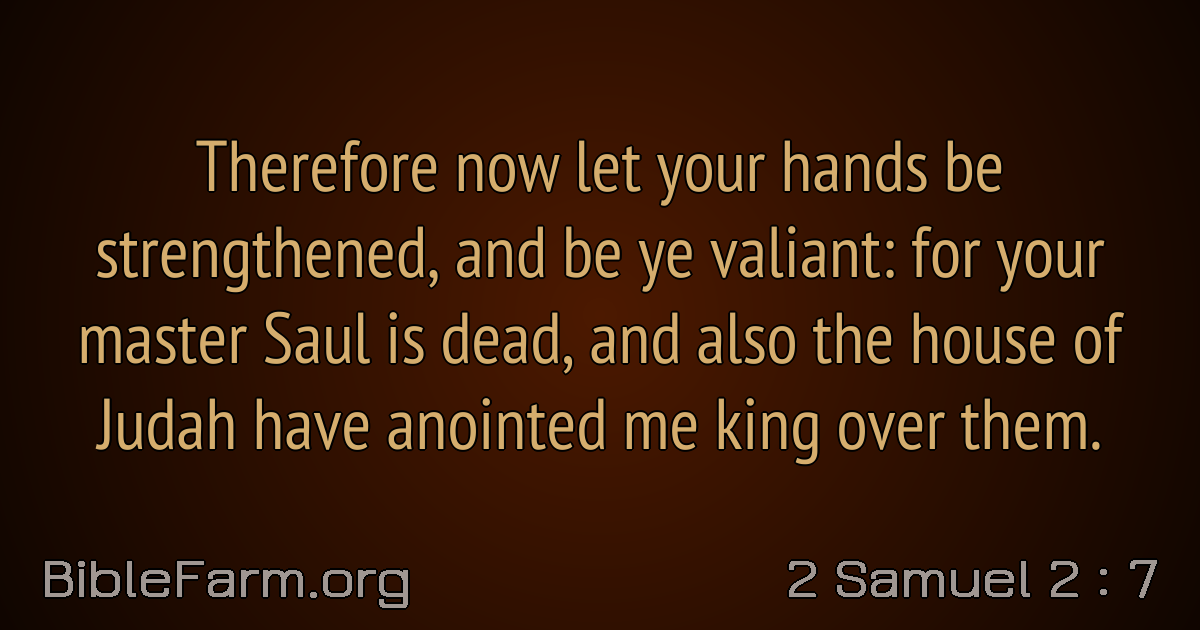 Therefore now let your hands be
strengthened, and be ye valiant: for your
master Saul is dead, and also the house of
Judah have anointed me king over them.
BibleFarm.org
2 Samuel 2 : 7